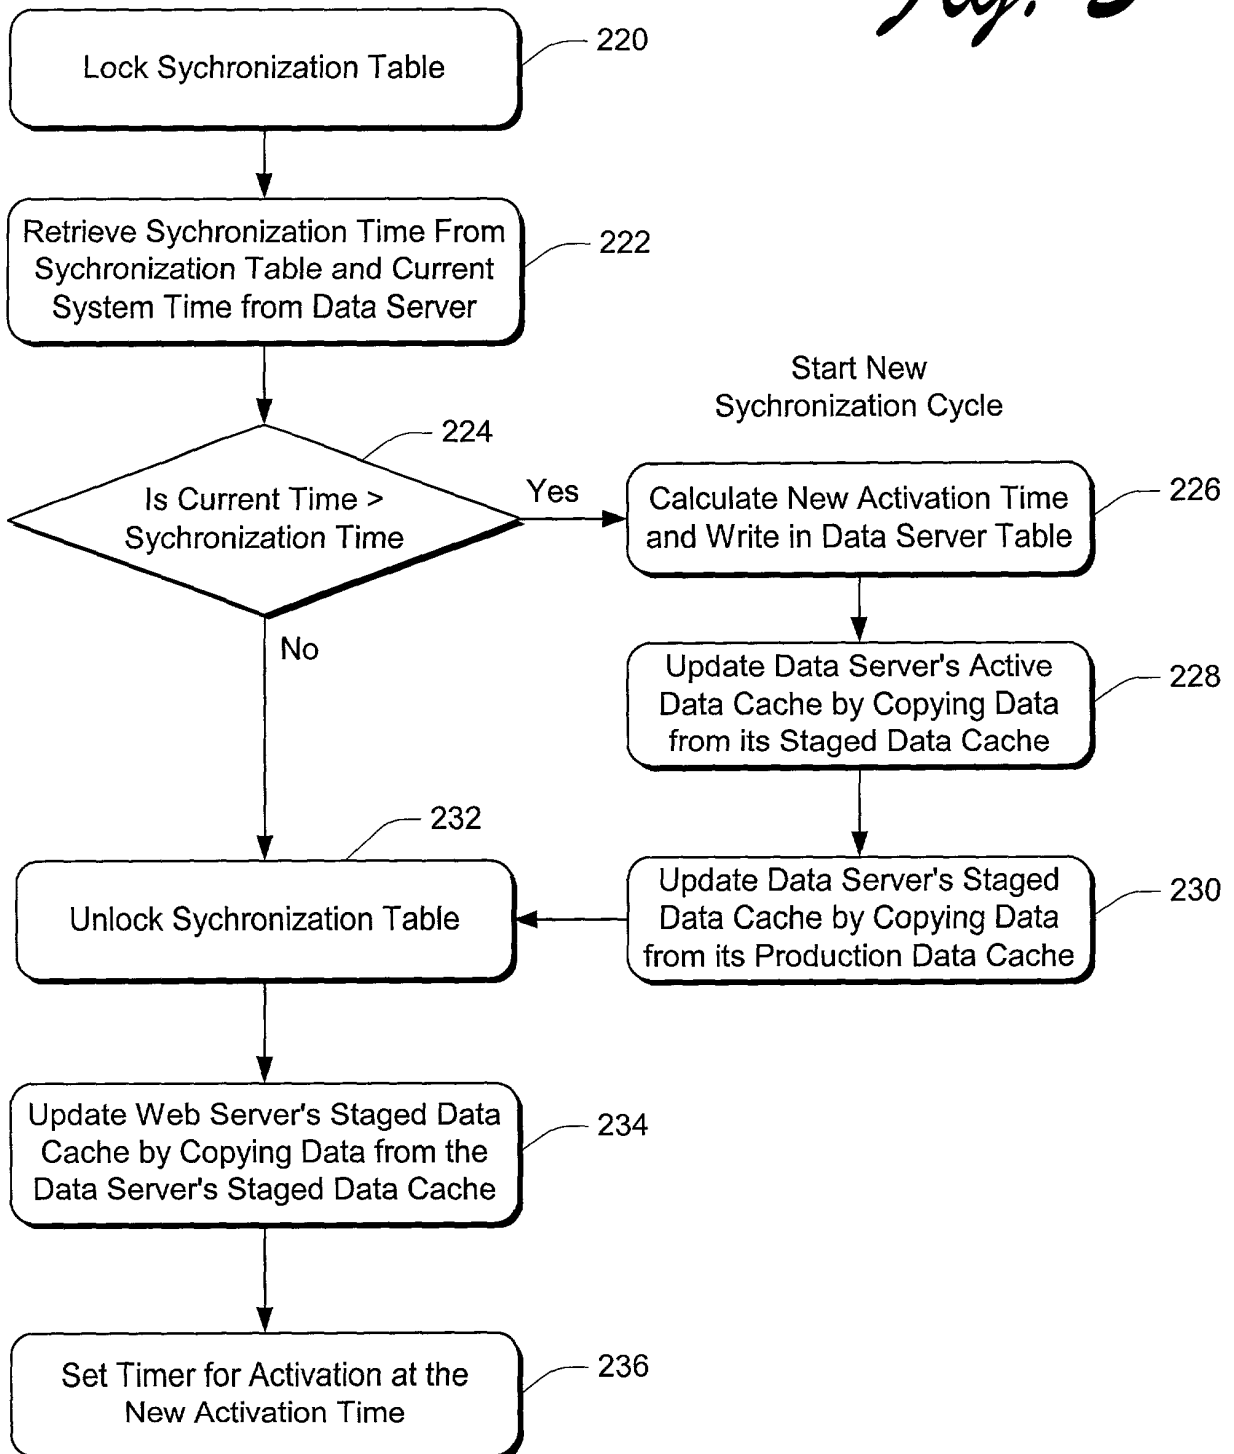 Fig.
220
Lock Sychronization Table
222
Retrieve Sychronization Time From
Sychronization Table and Current
System Time from Data Server
Start New
Sychronization Cycle
224
Is Current Time >
Sychronization Time
Yes
No
226
Calculate New Activation Time
and Write in Data Server Table
228
Update Data Server's Active
Data Cache by Copying Data
from its Staged Data Cache
230
Update Data Server's Staged
Data Cache by Copying Data
from its Production Data Cache
232
Unlock Sychronization Table
234
Update Web Server's Staged Data
Cache by Copying Data from the
Data Server's Staged Data Cache
236
Set Timer for Activation at the
New Activation Time